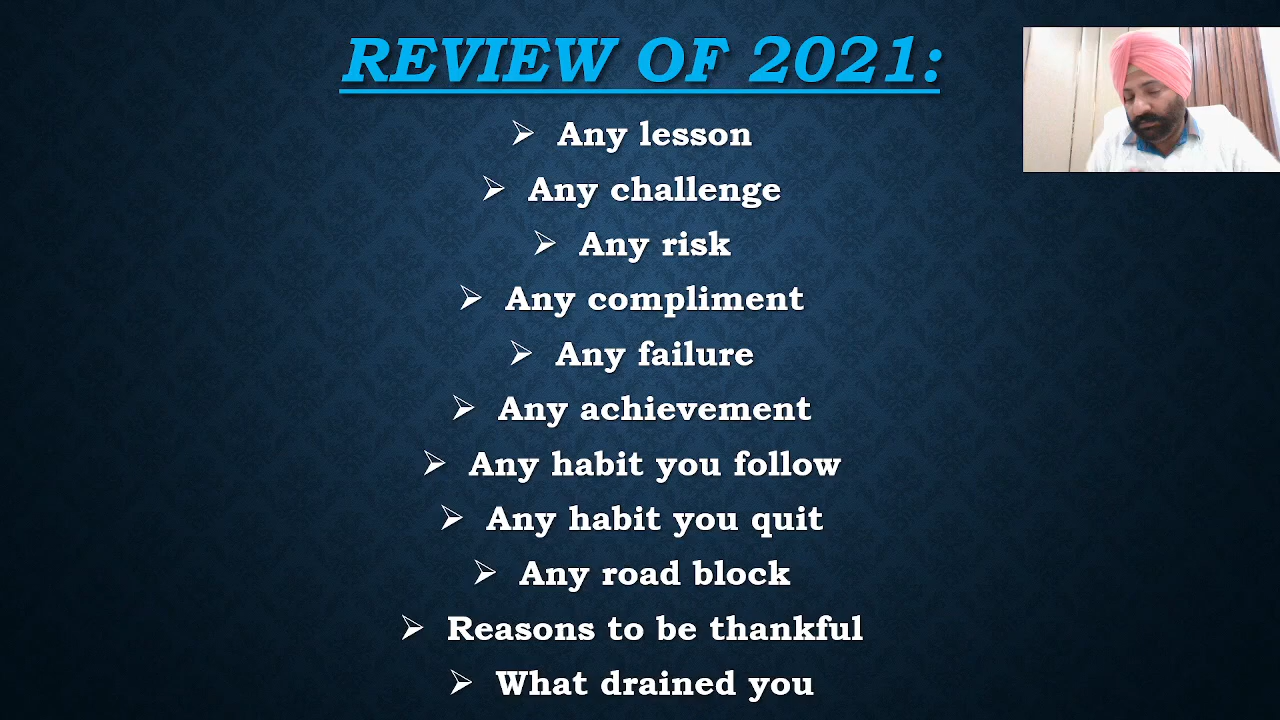 REVIEW OF 2021:
➢ Any lesson
➢ Any challenge
➢ Any risk
➢ Any compliment
➢ Any failure
➢ Any achievement
➢ Any habit you follow
➢ Any habit you quit
➢ Any road block
➢ Reasons to be thankful
➢ What drained you